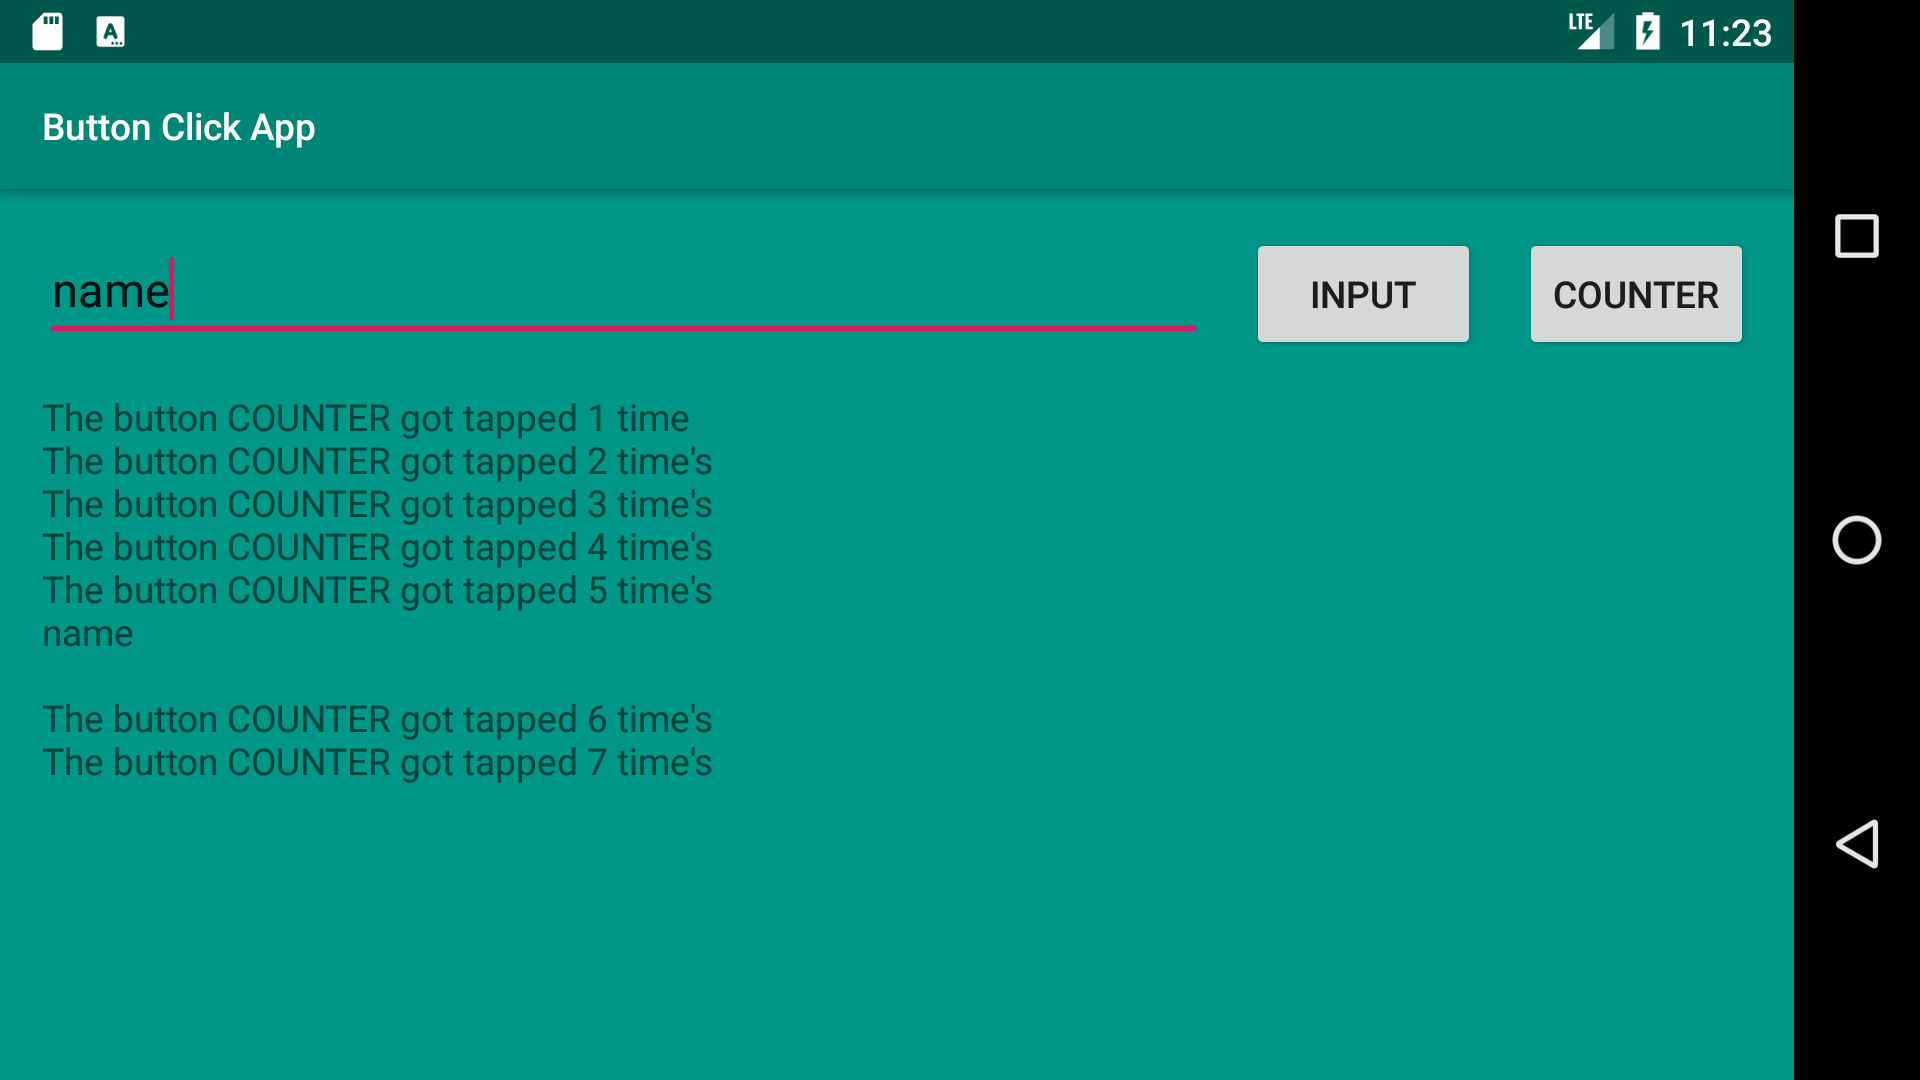 LTE 11:23
Button Click App
name INPUT COUNTER
The button COUNTER got tapped 1 time
The button COUNTER got tapped 2 time's
The button COUNTER got tapped 3 time's
The button COUNTER got tapped 4 time's
The button COUNTER got tapped 5 time's
name
The button COUNTER got tapped 6 time's
The button COUNTER got tapped 7 time's